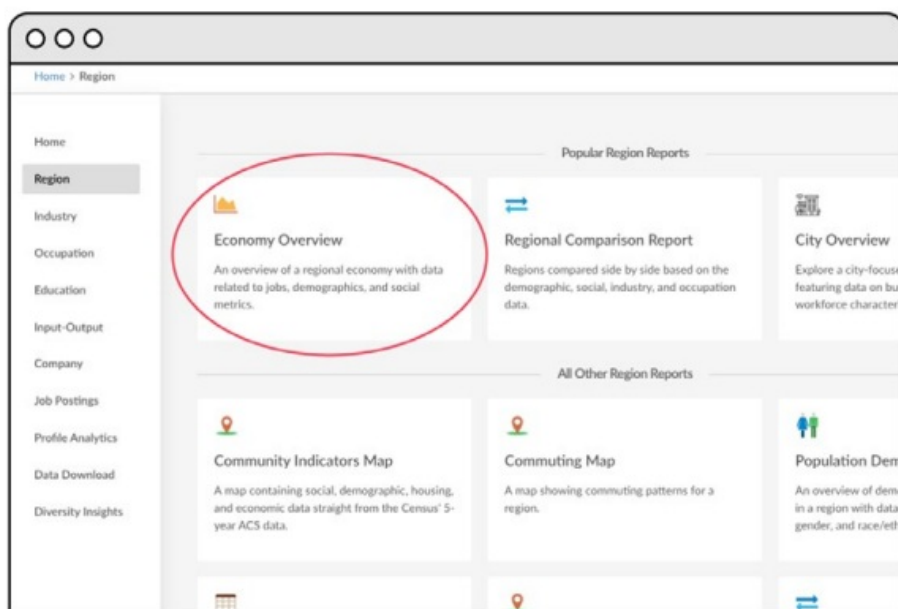 Home > Region
Home
Region
Industry
Occupation
Education
Input-Output
Company
Job Postings
Profile Analytics
Data Download
Diversity Insights
Popular Region Reports
Economy Overview
An overview of a regional economy with data
related to jobs, demographics, and social
metrics.
Regional Comparison Report
Regions compared side by side based on the
demographic, social, industry, and occupation
data.
City Overview
Explore a city-focuse
featuring data on bu
workforce character
All Other Region Reports
Community Indicators Map
A map containing social, demographic, housing,
and economic data straight from the Census' 5-
year ACS data.
Commuting Map
A map showing commuting patterns for a
region.
Population Dem
An overview of demo
in a region with data
gender, and race/eth